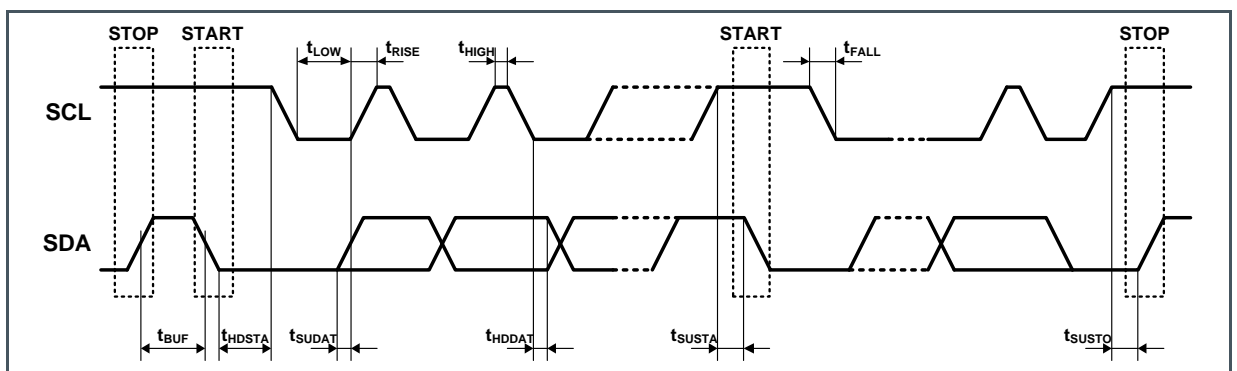 STOP START START STOP
tLOW tRISE tHIGH tFALL
SCL
SDA
tBUF tHDSTA tSUDAT tHDDAT tSUSTA tSUSTO